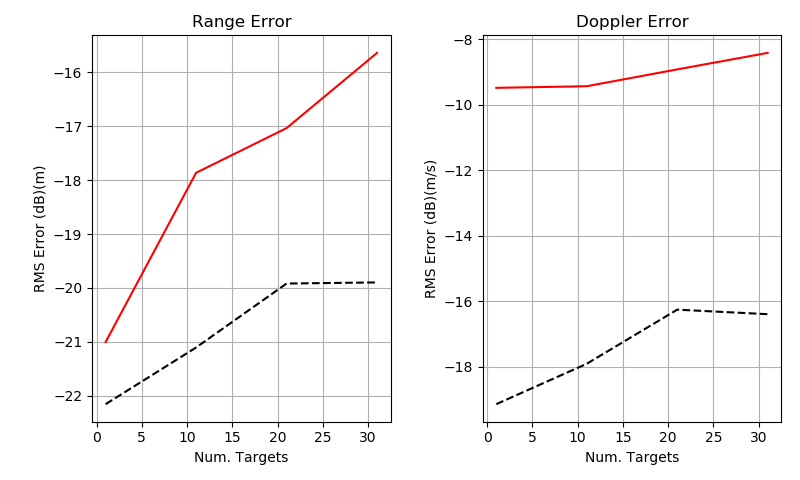 Range Error
RMS Error (dB)(m)
−16
−17
−18
−19
−20
−21
−22
0 5 10 15 20 25 30
Num. Targets
Doppler Error
RMS Error (dB)(m/s)
−8
−10
−12
−14
−16
−18
0 5 10 15 20 25 30
Num. Targets